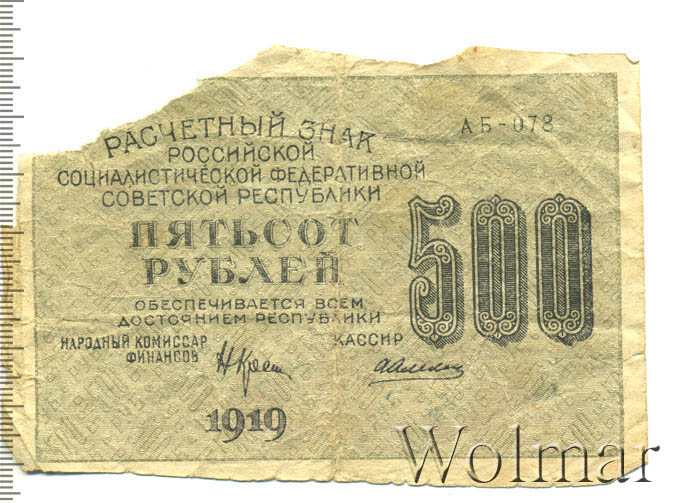 РАСЧЕТНЫЙ ЗНАК
РОССИЙСКОЙ
СОЦИАЛИСТИЧЕСКОЙ ФЕДЕРАТИВНОЙ
СОВЕТСКОЙ РЕСПУБЛИКИ
АБ-078
ПЯТЬСОТ
РУБЛЕЙ
500
ОБЕСПЕЧИВАЕТСЯ ВСЕМ
ДОСТОЯНИЕМ РЕСПУБЛИКИ
НАРОДНЫЙ КОМИССАР
ФИНАНСОВ
КАССИР
1919
Wolmar